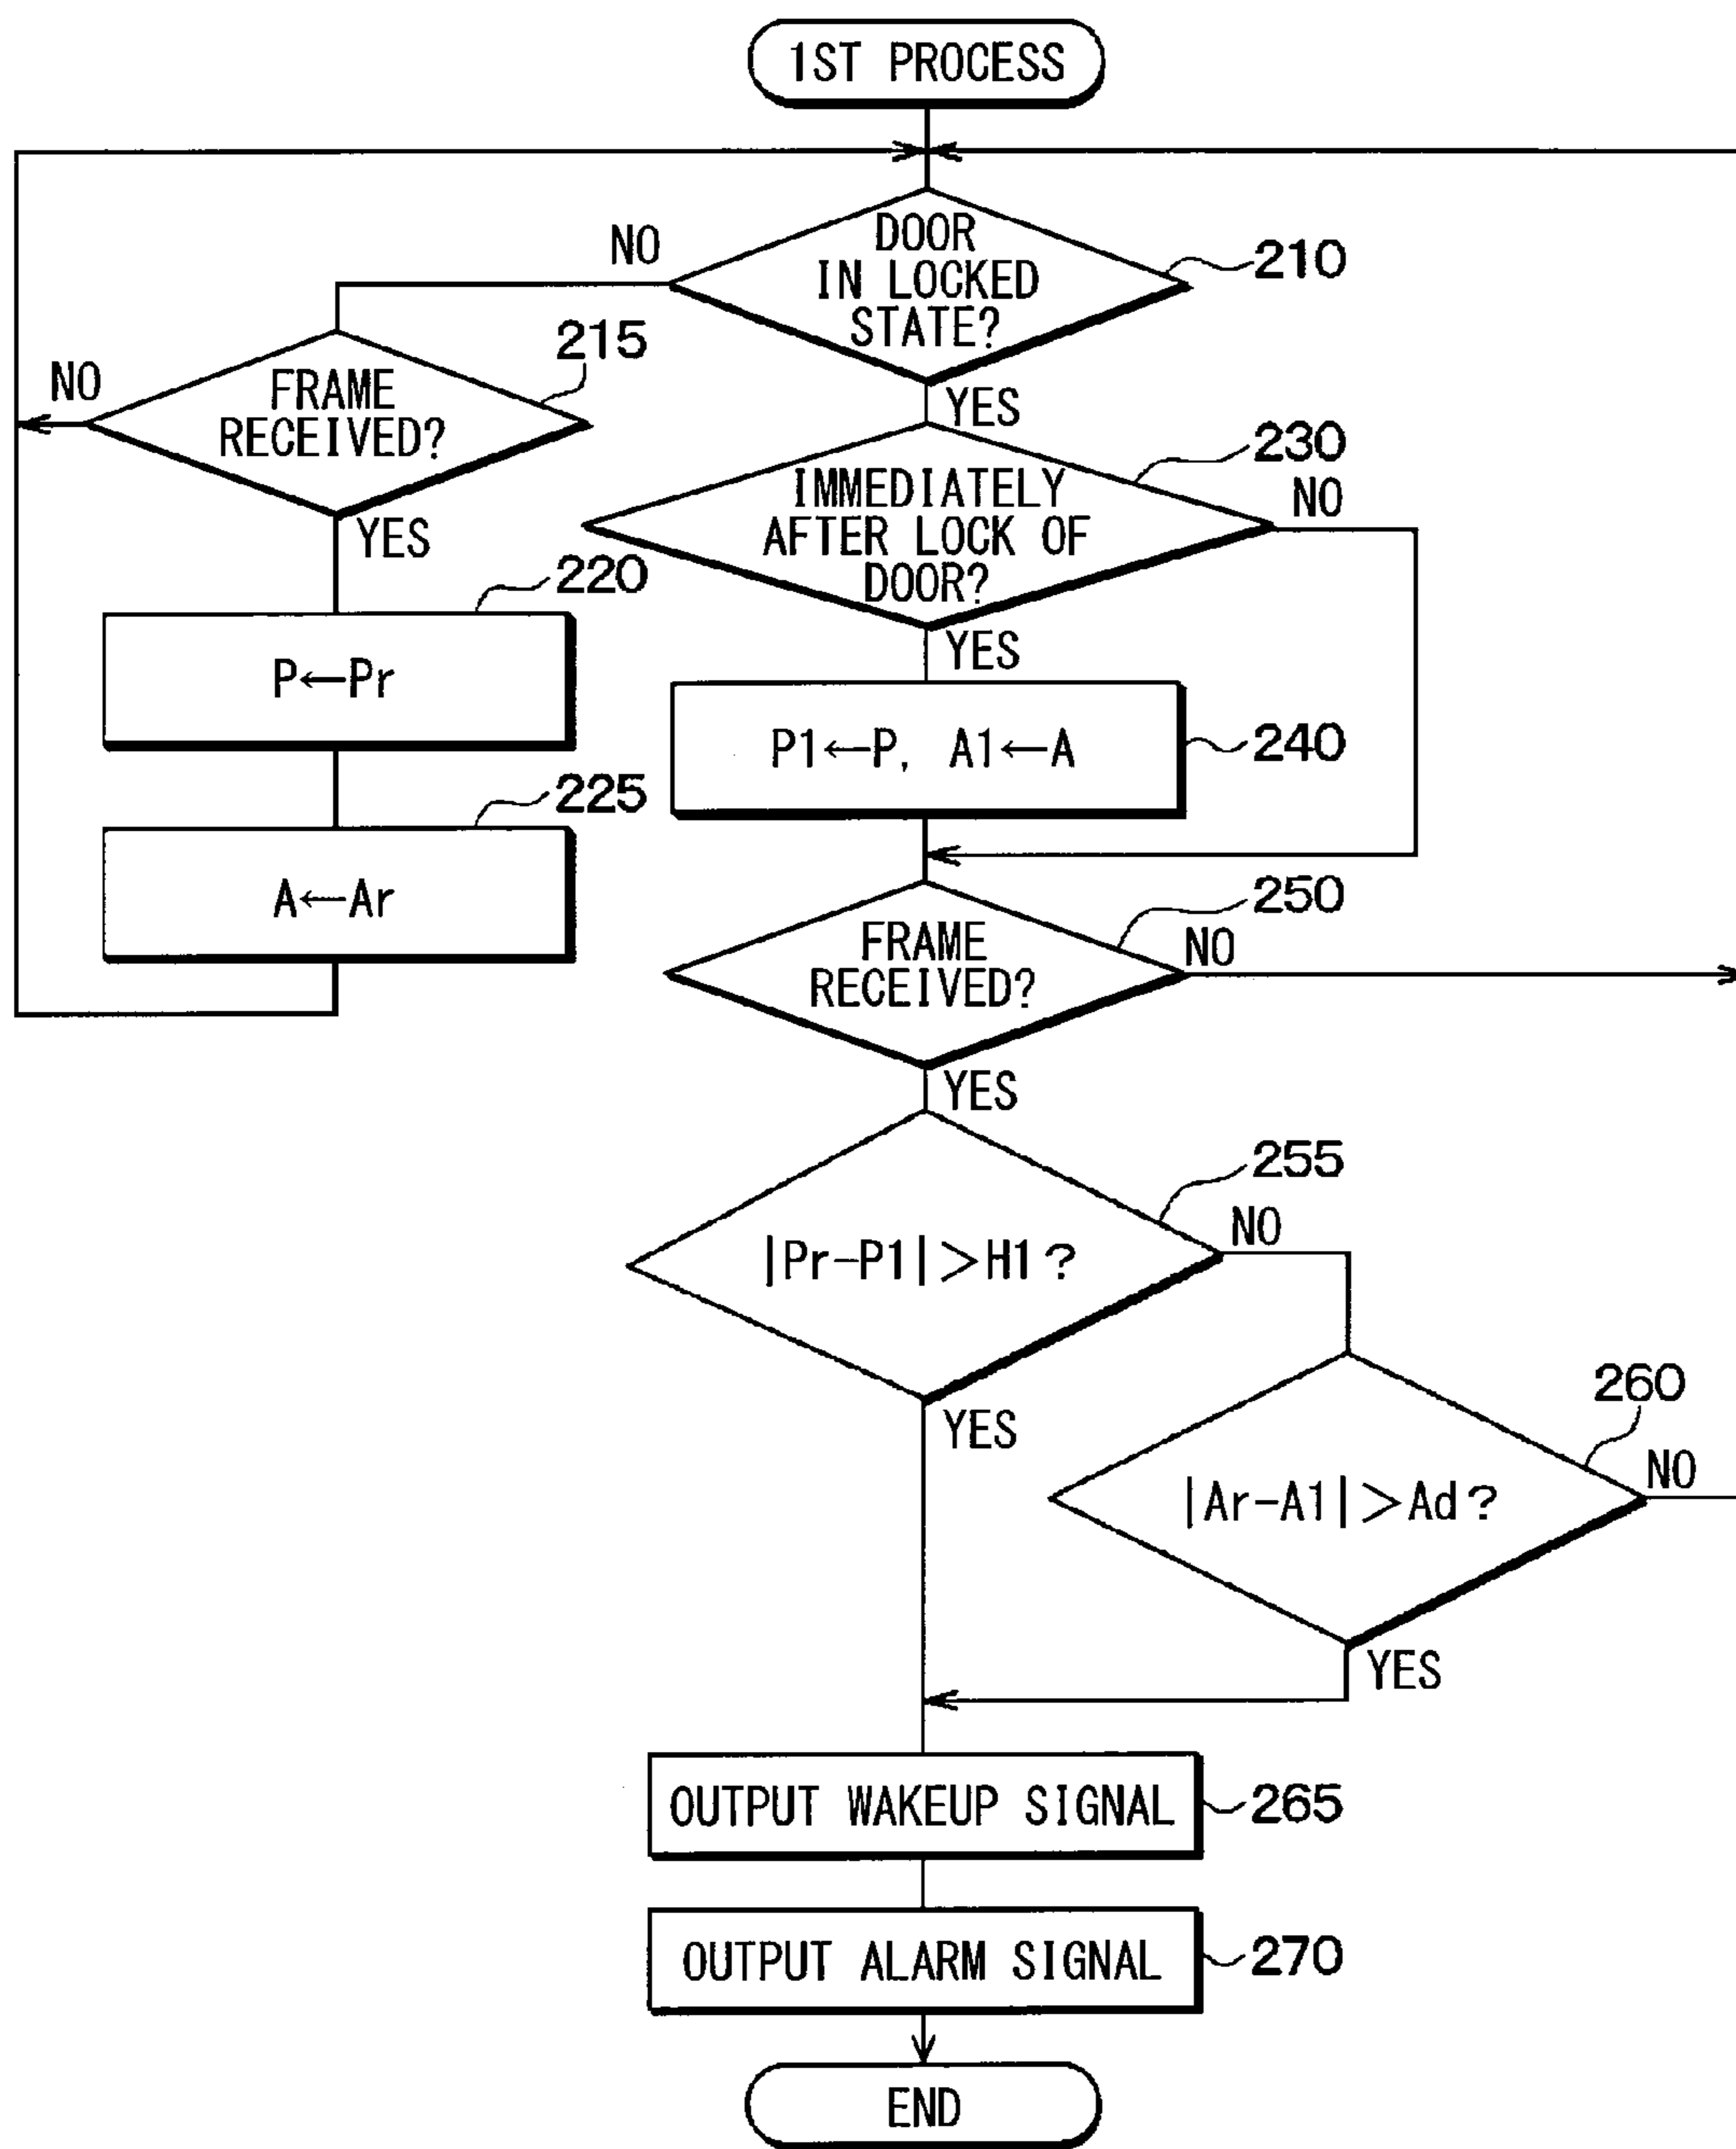 1ST PROCESS
DOOR
IN LOCKED
STATE?
210
NO
YES
FRAME
RECEIVED?
215
NO
YES
220
P←Pr
225
A←Ar
IMMEDIATELY
AFTER LOCK OF
DOOR?
230
NO
YES
P1←P, A1←A
240
FRAME
RECEIVED?
250
NO
YES
|Pr-P1|>H1?
255
NO
YES
|Ar-A1|>Ad?
260
NO
YES
OUTPUT WAKEUP SIGNAL
265
OUTPUT ALARM SIGNAL
270
END